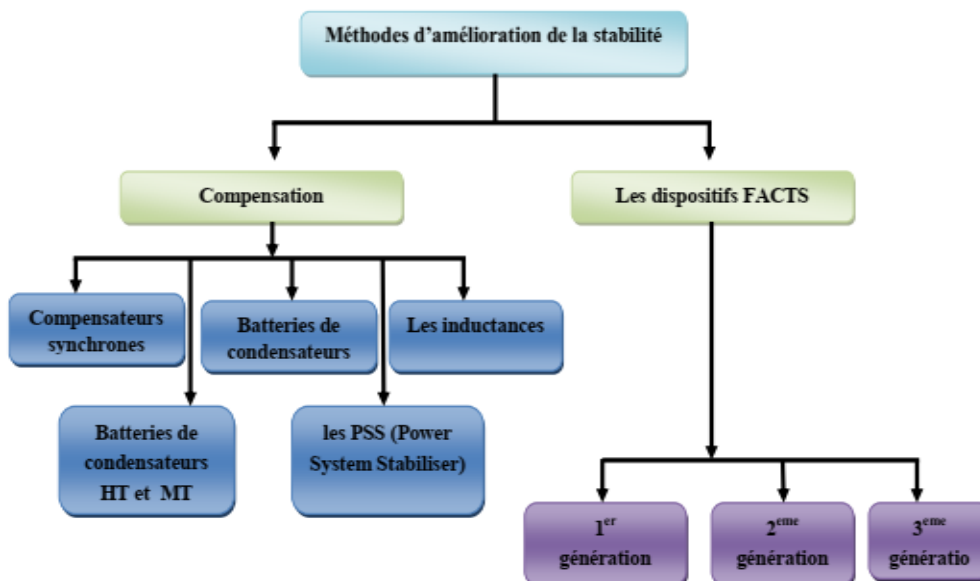 Méthodes d'amélioration de la stabilité
Compensation
Les dispositifs FACTS
Compensateurs
synchrones
Batteries de
condensateurs
Les inductances
Batteries de
condensateurs
HT et MT
les PSS (Power
System Stabiliser)
1er
génération
2eme
génération
3eme
génératio